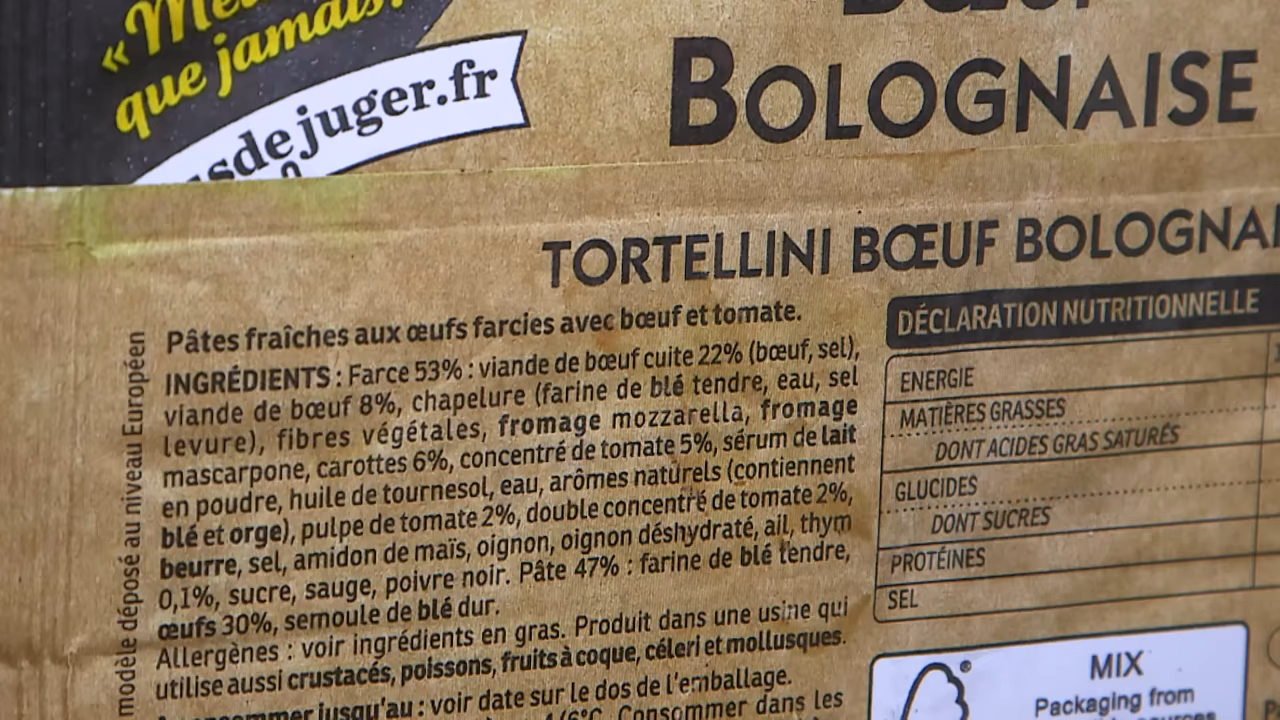 que jamais!
sdejuger.fr
BOLOGNAISE
TORTELLINI BŒUF
Pâtes fraîches aux œufs farcies avec bœuf et tomate.
INGRÉDIENTS : Farce 53% : viande de bœuf cuite 22% (bœuf, sel),
viande de bœuf 8%, chapelure (farine de blé tendre, eau, sel
levure), fibres végétales, fromage mozzarella, fromage
mascarpone, carottes 6%, concentré de tomate 5%, sérum de lait
en poudre, huile de tournesol, eau, arômes naturels (contiennent
blé et orge), pulpe de tomate 2%, double concentré de tomate 2%,
beurre, sel, amidon de maïs, oignon, oignon déshydraté, ail, thym
0,1%, sucre, sauge, poivre noir. Pâte 47% : farine de blé tendre,
œufs 30%, semoule de blé dur.
Allergènes : voir ingrédients en gras. Produit dans une usine qui
utilise aussi crustacés, poissons, fruits à coque, céleri et mollusques.
jusqu'au : voir date sur le dos de l'emballage.
Consommer dans les
modèle déposé au niveau Européen
DÉCLARATION NUTRITIONNELLE
ENERGIE
MATIÈRES GRASSES
DONT ACIDES GRAS SATURÉS
GLUCIDES
DONT SUCRES
PROTÉINES
SEL
MIX
Packaging from